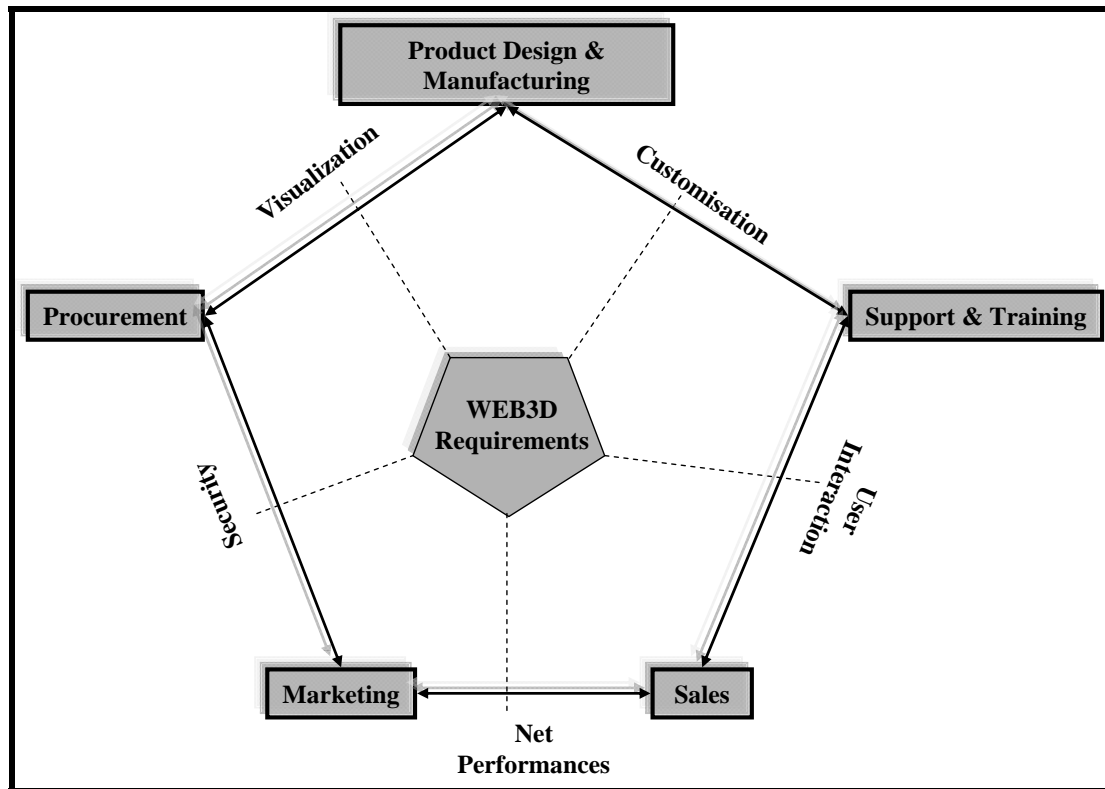 Product Design &
Manufacturing
Visualization
Customisation
Procurement
Support & Training
WEB3D
Requirements
Security
User
Interaction
Marketing
Sales
Net
Performances